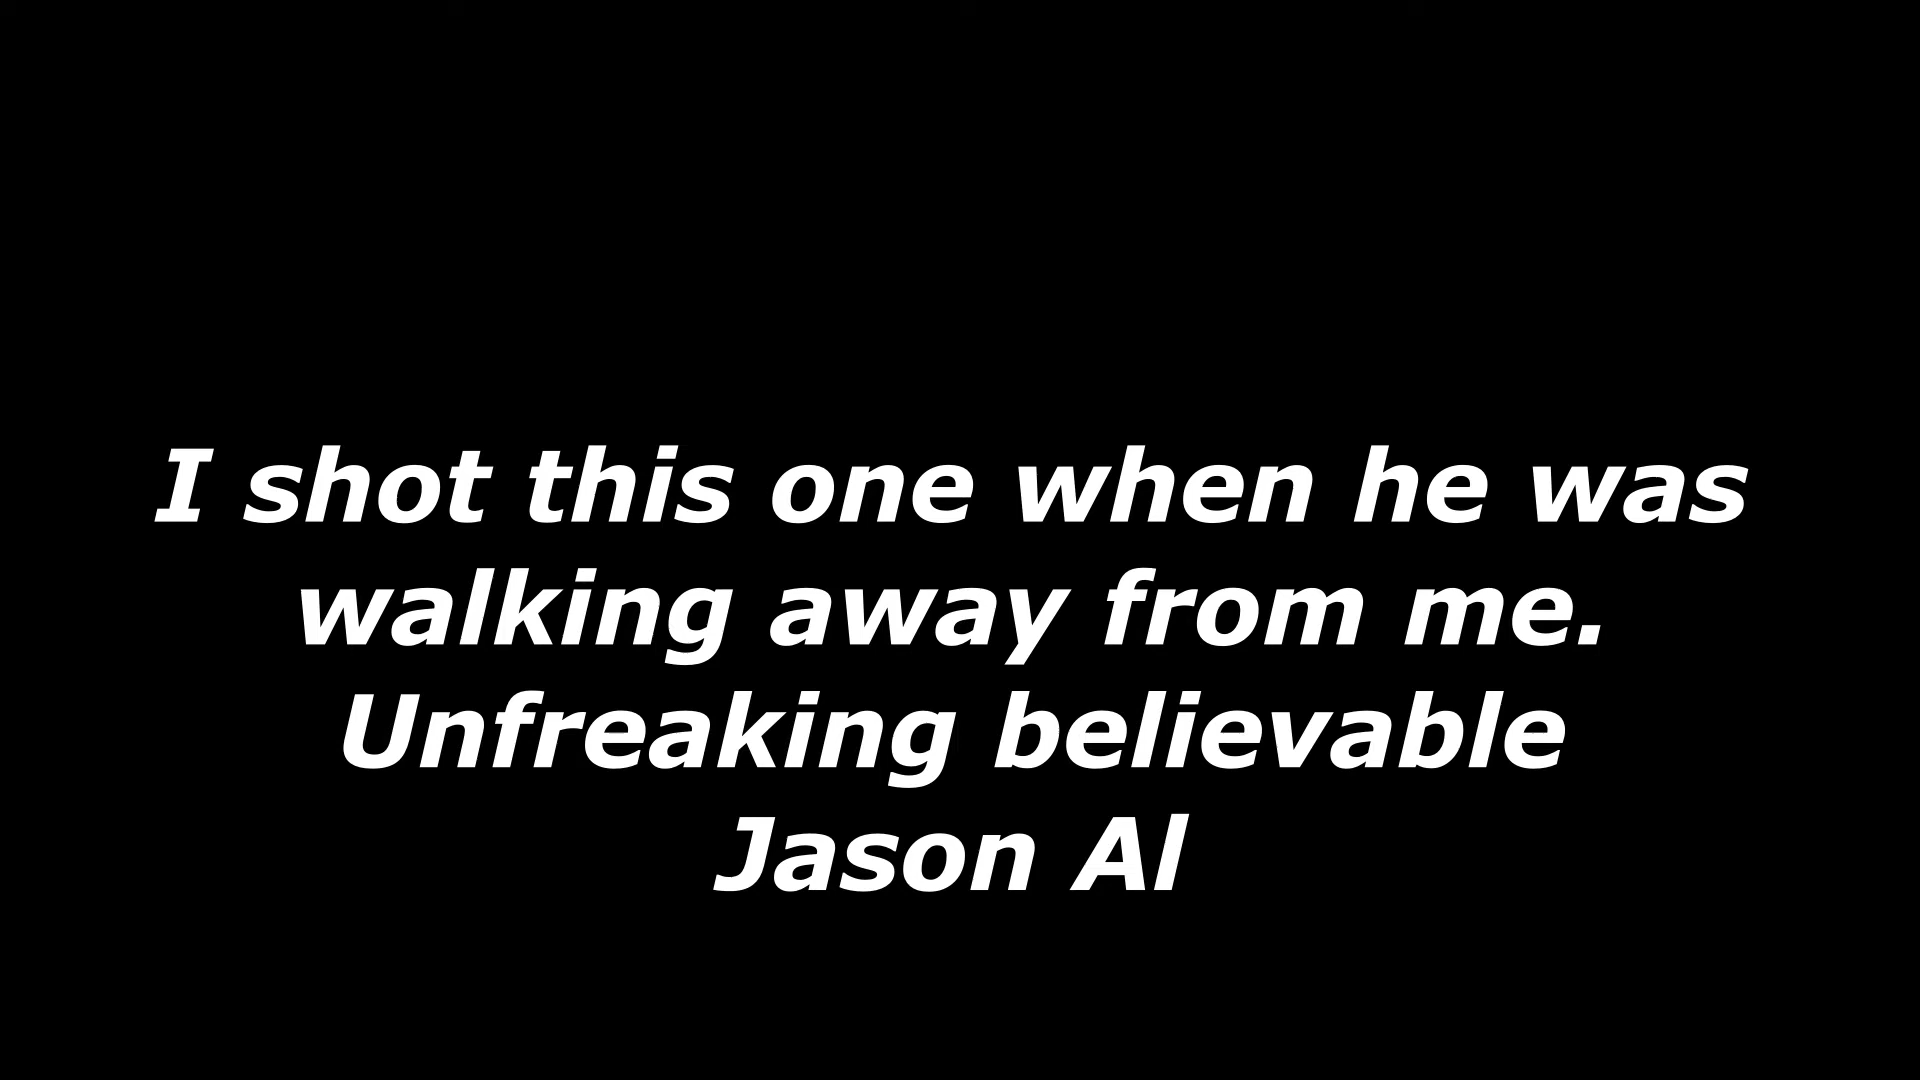 I shot this one when he was
walking away from me.
Unfreaking believable
Jason Al